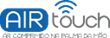 AIR touch
AR COMPRIMIDO NA PALMA DA MÃO